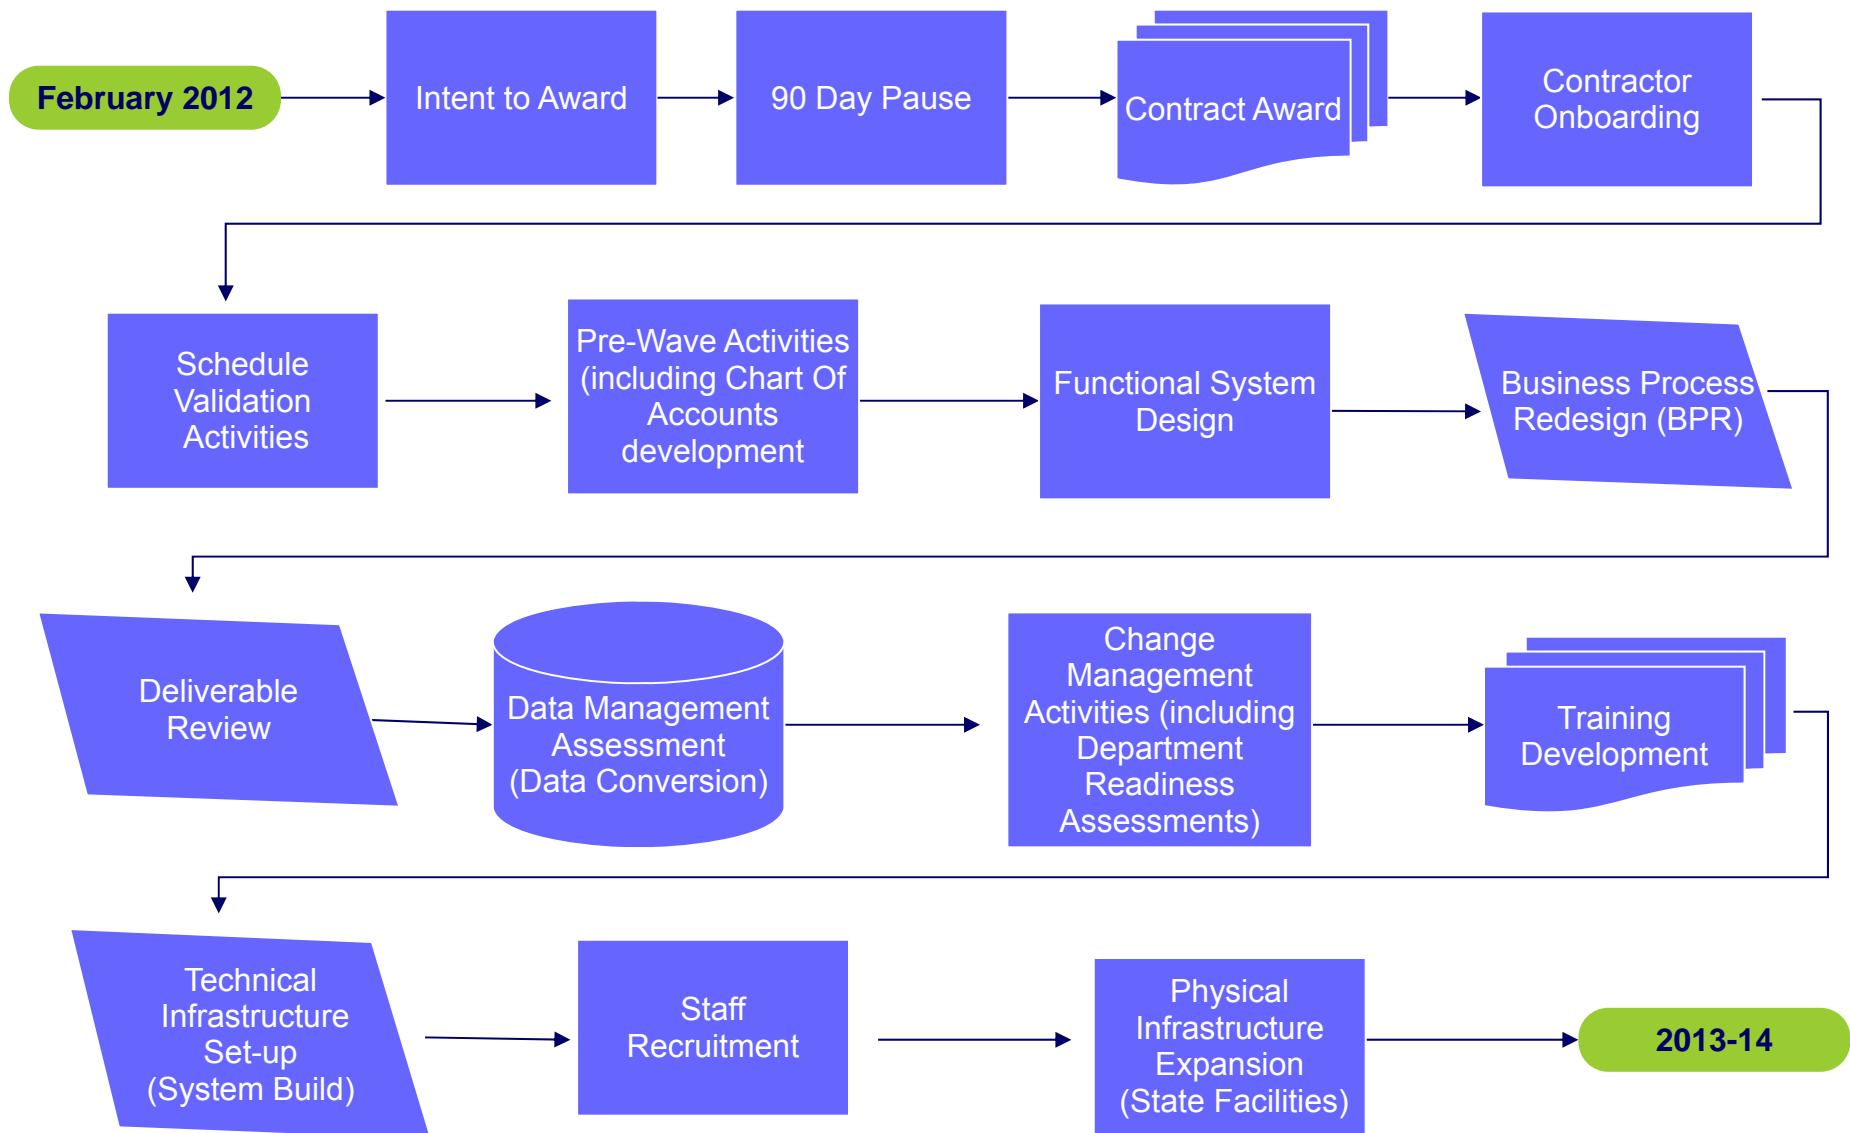 February 2012
Intent to Award
90 Day Pause
Contract Award
Contractor
Onboarding
Schedule
Validation
Activities
Pre-Wave Activities
(including Chart Of
Accounts
development
Functional System
Design
Business Process
Redesign (BPR)
Deliverable
Review
Data Management
Assessment
(Data Conversion)
Change
Management
Activities (including
Department
Readiness
Assessments)
Training
Development
Technical
Infrastructure
Set-up
(System Build)
Staff
Recruitment
Physical
Infrastructure
Expansion
(State Facilities)
2013-14